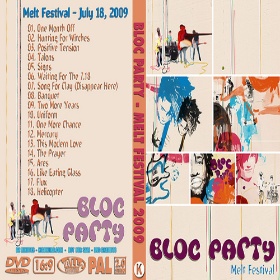 Melt Festival - July 18, 2009
01. One Month Off
02. Hunting For Witches
03. Positive Tension
04. Talons
05. Signs
06. Waiting For The 7.18
07. Song For Clay (Disappear Here)
08. Banquet
09. Two More Years
10. Uniform
11. One More Chance
12. Mercury
13. This Modern Love
14. The Prayer
15. Ares
16. Like Eating Glass
17. Flux
18. Helicopter
BLOC
PARTY
DVD
16:9
PAL
2.0
BLOC PARTY - MELT FESTIVAL 2009
K
BLOC PARTY
Melt Festival